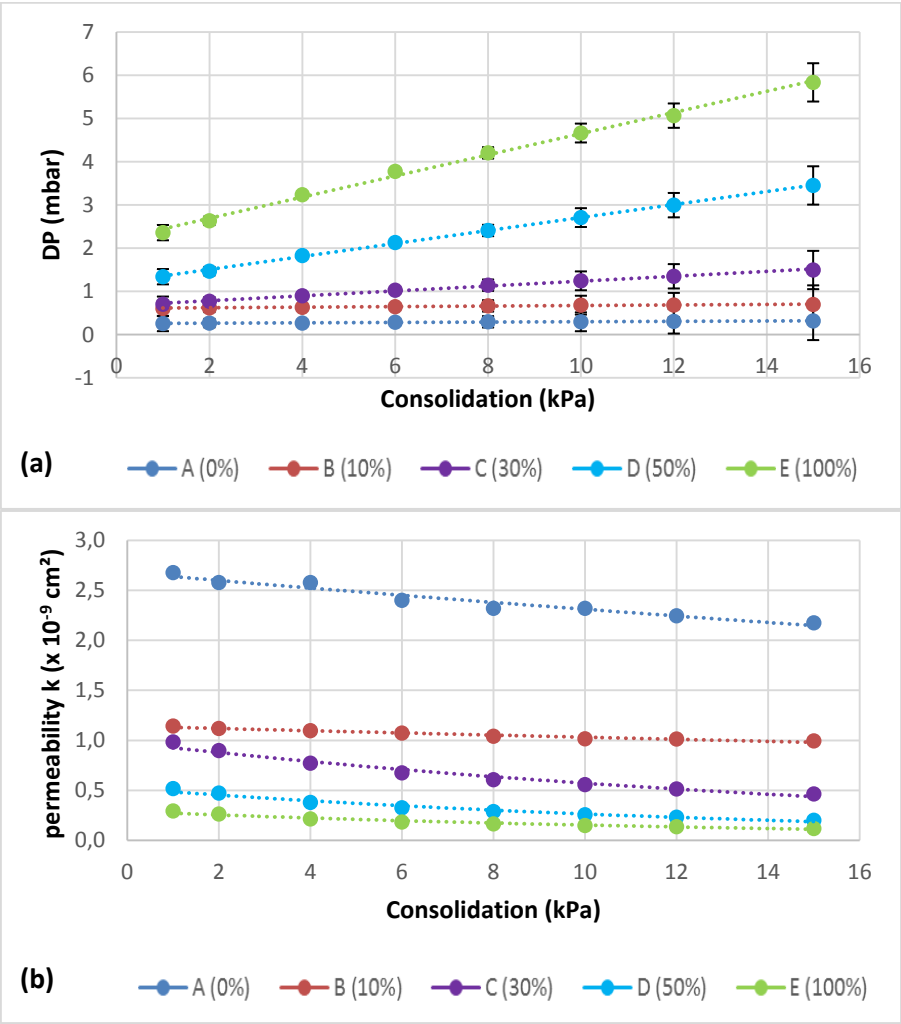 7
6
5
4
3
2
1
0
-1
DP (mbar)
0 2 4 6 8 10 12 14 16
Consolidation (kPa)
(a)
A (0%) B (10%) C (30%) D (50%) E (100%)
3,0
2,5
2,0
1,5
1,0
0,5
0,0
permeability k (x 10⁻⁹ cm²)
0 2 4 6 8 10 12 14 16
Consolidation (kPa)
(b)
A (0%) B (10%) C (30%) D (50%) E (100%)